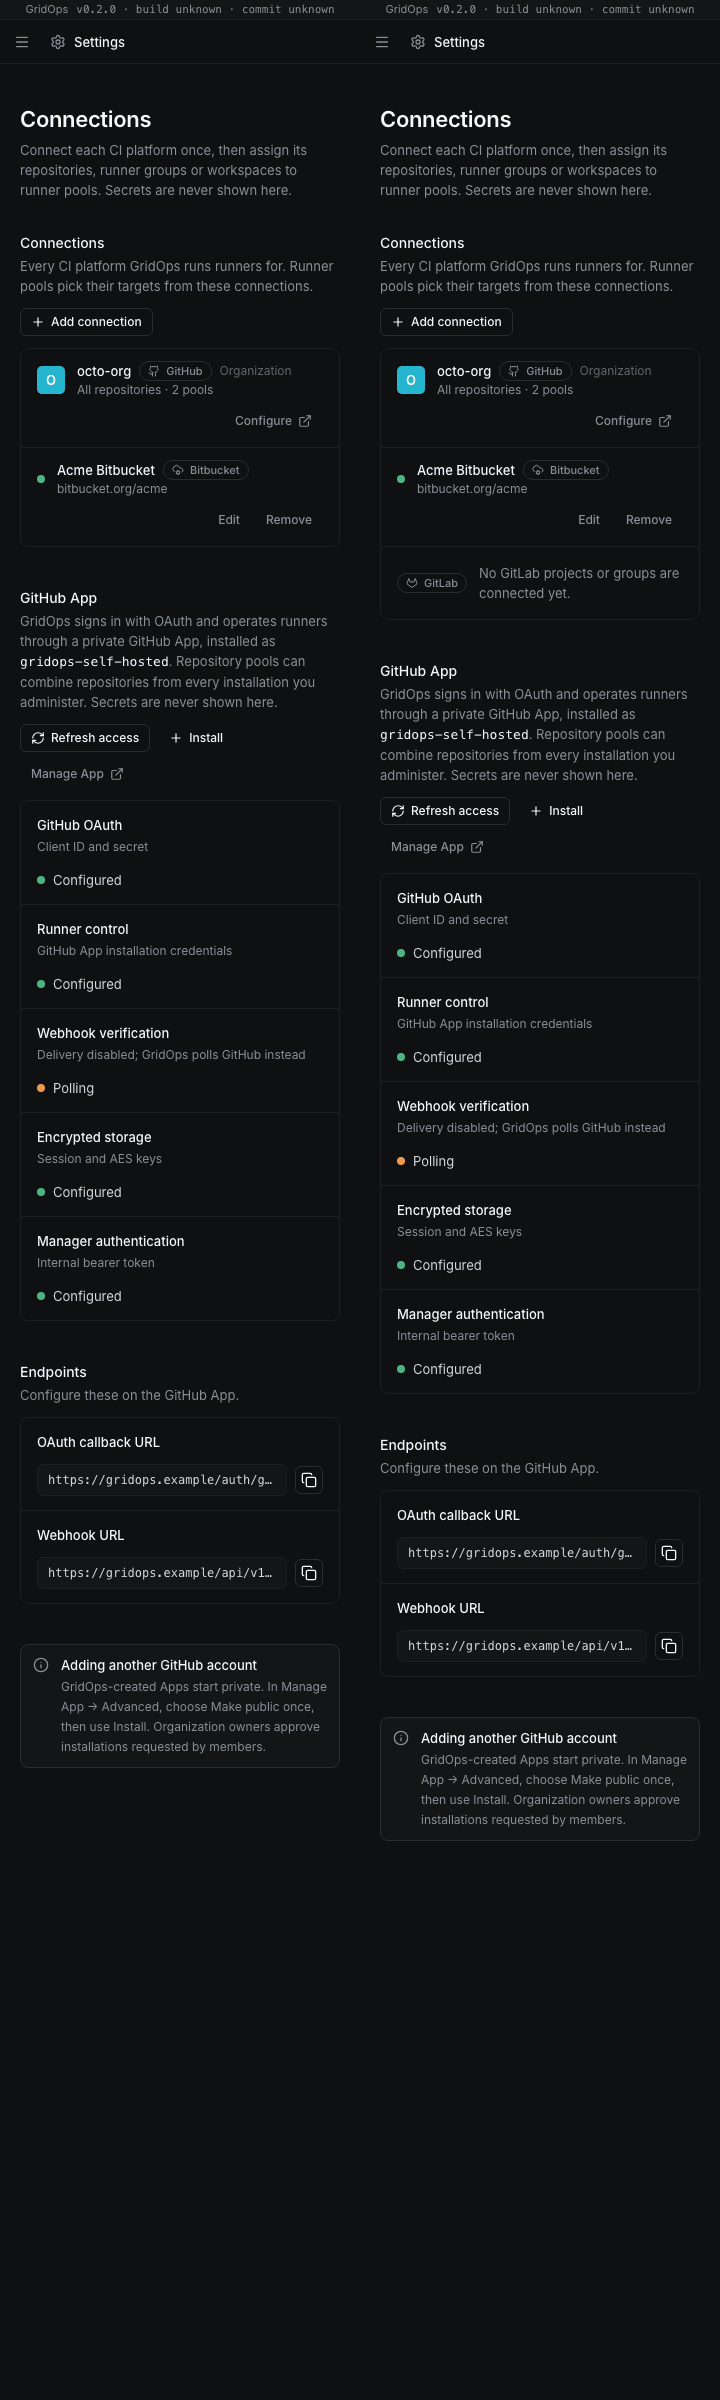 GridOps v0.2.0 · build unknown · commit unknown
Settings
Connections
Connect each CI platform once, then assign its
repositories, runner groups or workspaces to
runner pools. Secrets are never shown here.
Connections
Every CI platform GridOps runs runners for. Runner
pools pick their targets from these connections.
Add connection
O
octo-org GitHub Organization
All repositories · 2 pools
Configure
Acme Bitbucket Bitbucket
bitbucket.org/acme
Edit Remove
GitHub App
GridOps signs in with OAuth and operates runners
through a private GitHub App, installed as
gridops-self-hosted. Repository pools can
combine repositories from every installation you
administer. Secrets are never shown here.
Refresh access Install
Manage App
GitHub OAuth
Client ID and secret
Configured
Runner control
GitHub App installation credentials
Configured
Webhook verification
Delivery disabled; GridOps polls GitHub instead
Polling
Encrypted storage
Session and AES keys
Configured
Manager authentication
Internal bearer token
Configured
Endpoints
Configure these on the GitHub App.
OAuth callback URL
https://gridops.example/auth/g…
Webhook URL
https://gridops.example/api/v1…
Adding another GitHub account
GridOps-created Apps start private. In Manage
App → Advanced, choose Make public once,
then use Install. Organization owners approve
installations requested by members.
GridOps v0.2.0 · build unknown · commit unknown
Settings
Connections
Connect each CI platform once, then assign its
repositories, runner groups or workspaces to
runner pools. Secrets are never shown here.
Connections
Every CI platform GridOps runs runners for. Runner
pools pick their targets from these connections.
Add connection
O
octo-org GitHub Organization
All repositories · 2 pools
Configure
Acme Bitbucket Bitbucket
bitbucket.org/acme
Edit Remove
GitLab
No GitLab projects or groups are
connected yet.
GitHub App
GridOps signs in with OAuth and operates runners
through a private GitHub App, installed as
gridops-self-hosted. Repository pools can
combine repositories from every installation you
administer. Secrets are never shown here.
Refresh access Install
Manage App
GitHub OAuth
Client ID and secret
Configured
Runner control
GitHub App installation credentials
Configured
Webhook verification
Delivery disabled; GridOps polls GitHub instead
Polling
Encrypted storage
Session and AES keys
Configured
Manager authentication
Internal bearer token
Configured
Endpoints
Configure these on the GitHub App.
OAuth callback URL
https://gridops.example/auth/g…
Webhook URL
https://gridops.example/api/v1…
Adding another GitHub account
GridOps-created Apps start private. In Manage
App → Advanced, choose Make public once,
then use Install. Organization owners approve
installations requested by members.